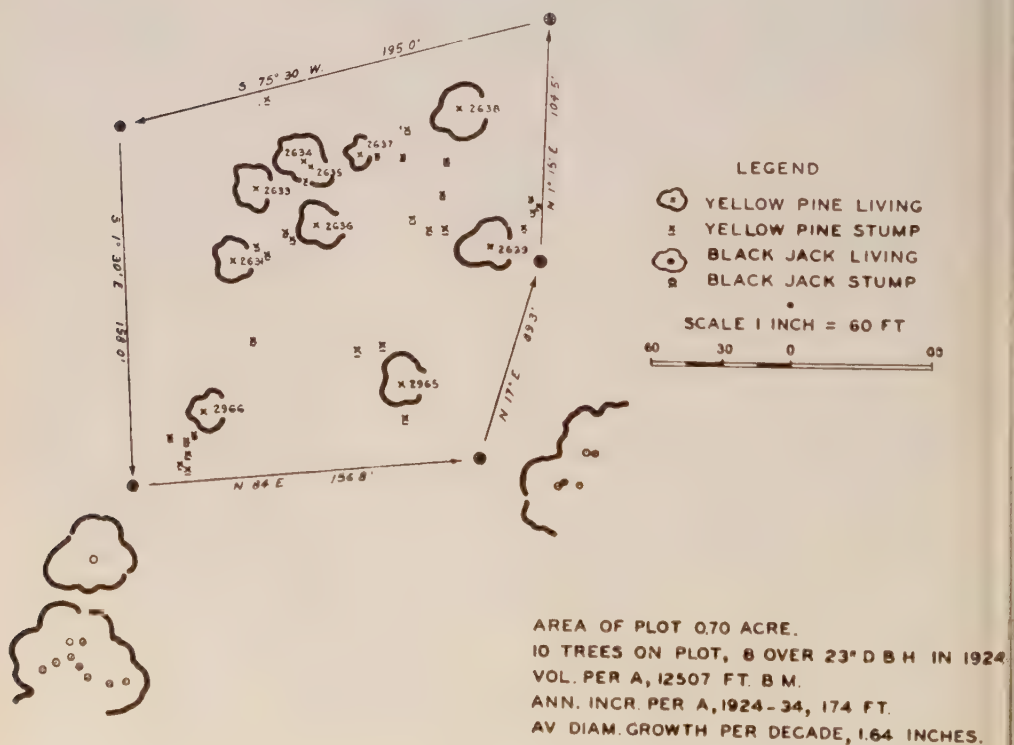 S 75° 30 W. 195.0'
N 1° 15' E 104.5'
S 1° 30' E 158.0'
N 17° E 89.3'
N 84 E 156.8'
2638
2637
2634
2635
2633
2636
2639
2631
2965
2966
LEGEND
YELLOW PINE LIVING
YELLOW PINE STUMP
BLACK JACK LIVING
BLACK JACK STUMP
SCALE 1 INCH = 60 FT
60 30 0 60
AREA OF PLOT 0.70 ACRE.
10 TREES ON PLOT, 8 OVER 23" D B H IN 1924
VOL. PER A, 12507 FT. B M.
ANN. INCR. PER A, 1924-34, 174 FT.
AV DIAM. GROWTH PER DECADE, 1.64 INCHES.